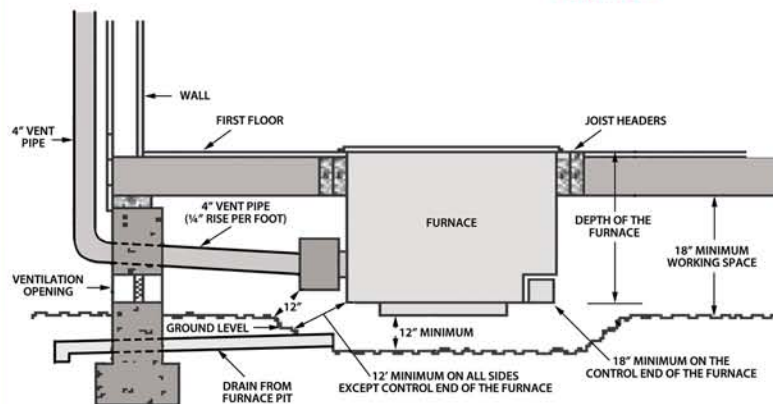 WALL
FIRST FLOOR
JOIST HEADERS
4" VENT
PIPE
4" VENT PIPE
(¼" RISE PER FOOT)
FURNACE
DEPTH OF THE
FURNACE
18" MINIMUM
WORKING SPACE
VENTILATION
OPENING
12"
GROUND LEVEL
12" MINIMUM
DRAIN FROM
FURNACE PIT
12' MINIMUM ON ALL SIDES
EXCEPT CONTROL END OF THE FURNACE
18" MINIMUM ON THE
CONTROL END OF THE FURNACE